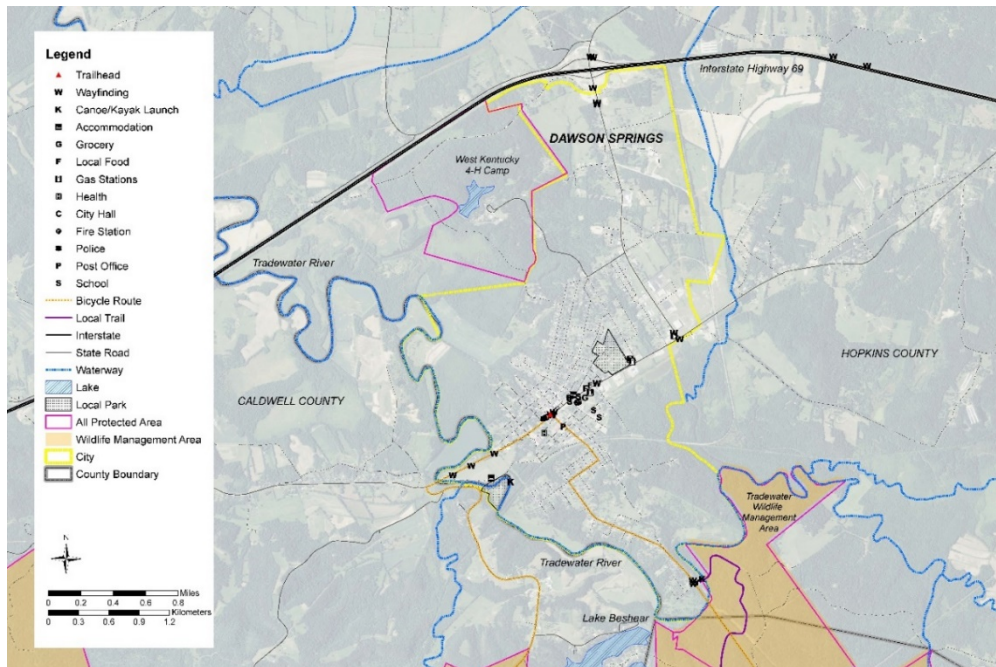 Legend
Trailhead
W Wayfinding
K Canoe/Kayak Launch
Accommodation
G Grocery
F Local Food
Gas Stations
Health
C City Hall
Fire Station
Police
P Post Office
S School
Bicycle Route
Local Trail
Interstate
State Road
Waterway
Lake
Local Park
All Protected Area
Wildlife Management Area
City
County Boundary
N
Miles
0 0.2 0.4 0.6 0.8
Kilometers
0 0.3 0.6 0.9 1.2
W
W
W
Interstate Highway 69
W
W
DAWSON SPRINGS
West Kentucky
4-H Camp
Tradewater River
W
W
HOPKINS COUNTY
CALDWELL COUNTY
W
S
S
P
W
W
W
K
Tradewater
Wildlife
Management
Area
Tradewater River
Lake Beshear